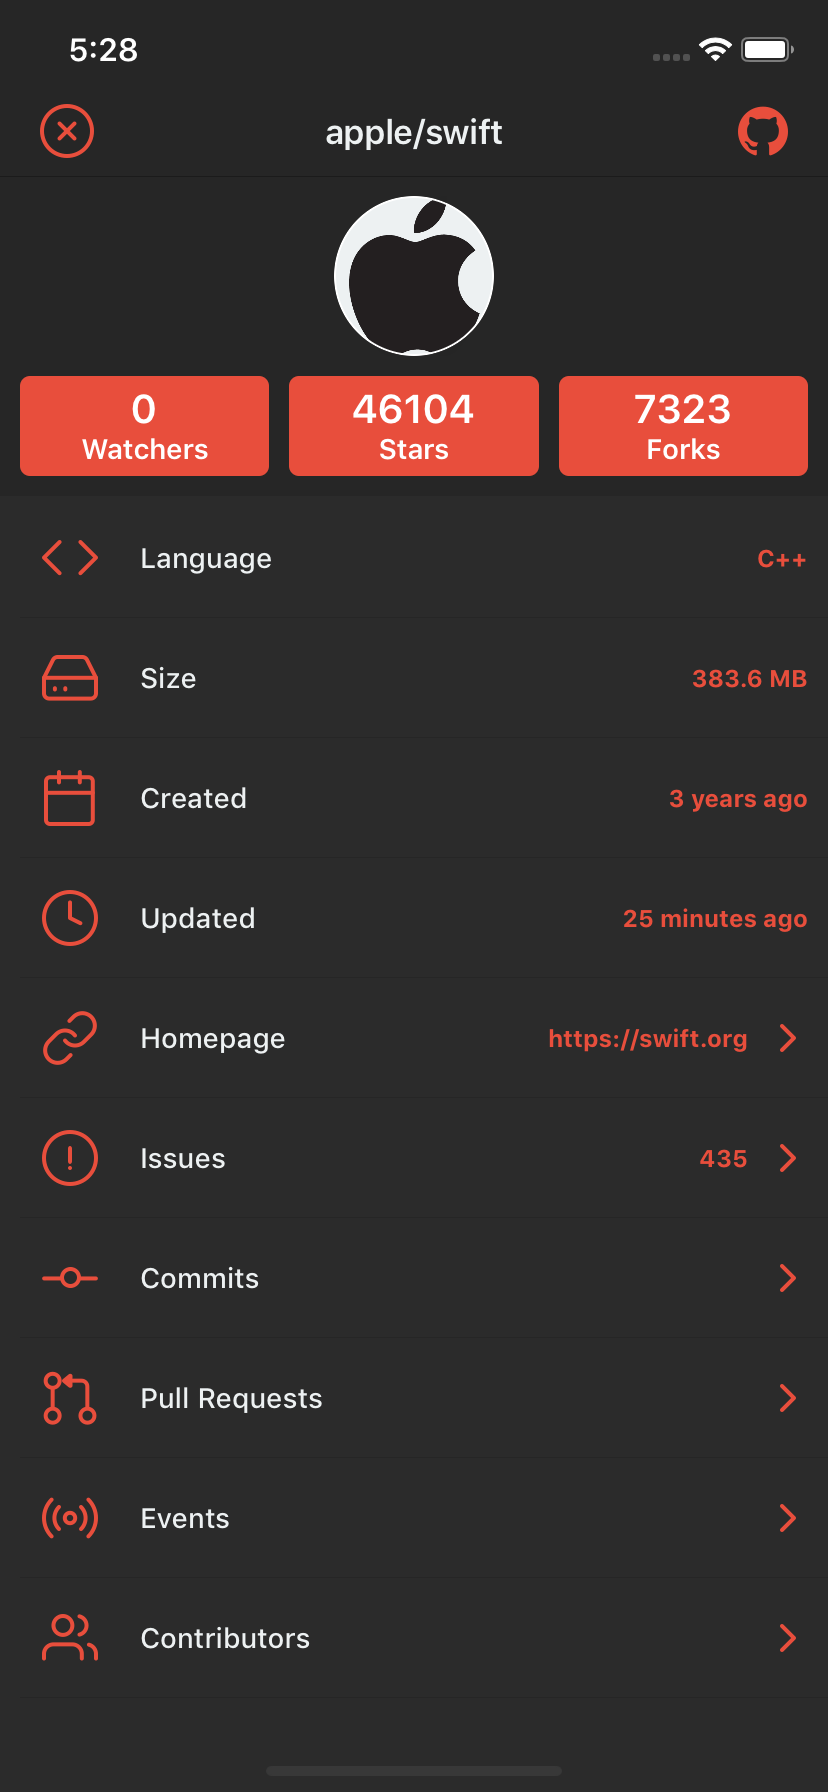 5:28
apple/swift
0
Watchers
46104
Stars
7323
Forks
Language
C++
Size
383.6 MB
Created
3 years ago
Updated
25 minutes ago
Homepage
https://swift.org
Issues
435
Commits
Pull Requests
Events
Contributors